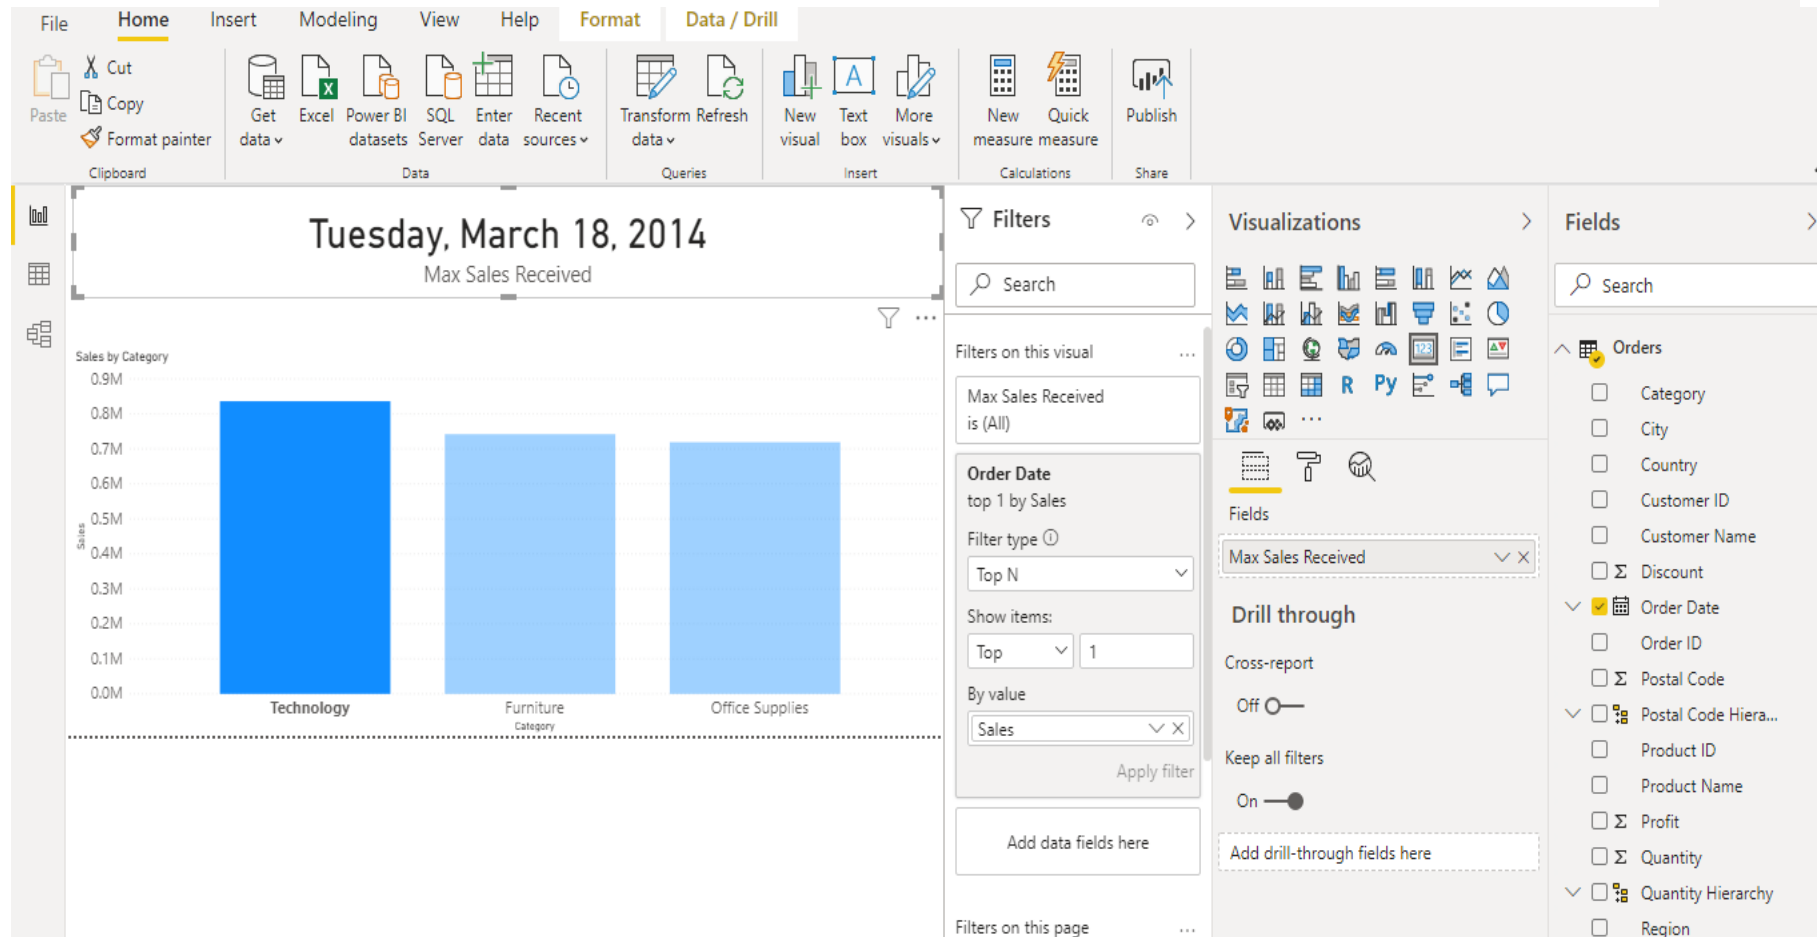 File Home Insert Modeling View Help Format Data / Drill
Paste
Cut
Copy
Format painter
Clipboard
Get data
Excel
Power BI datasets
SQL Server
Enter data
Recent sources
Data
Transform data
Refresh
Queries
New visual
Text box
More visuals
Insert
New measure
Quick measure
Calculations
Publish
Share
Tuesday, March 18, 2014
Max Sales Received
Sales by Category
0.9M
0.8M
0.7M
0.6M
0.5M
0.4M
0.3M
0.2M
0.1M
0.0M
Sales
Technology Furniture Office Supplies
Category
Filters
Search
Filters on this visual
Max Sales Received
is (All)
Order Date
top 1 by Sales
Filter type
Top N
Show items:
Top 1
By value
Sales
Apply filter
Add data fields here
Filters on this page
Visualizations
123
R Py
Fields
Max Sales Received
Drill through
Cross-report
Off
Keep all filters
On
Add drill-through fields here
Fields
Search
Orders
Category
City
Country
Customer ID
Customer Name
Σ Discount
Order Date
Order ID
Σ Postal Code
Postal Code Hiera...
Product ID
Product Name
Σ Profit
Σ Quantity
Quantity Hierarchy
Region